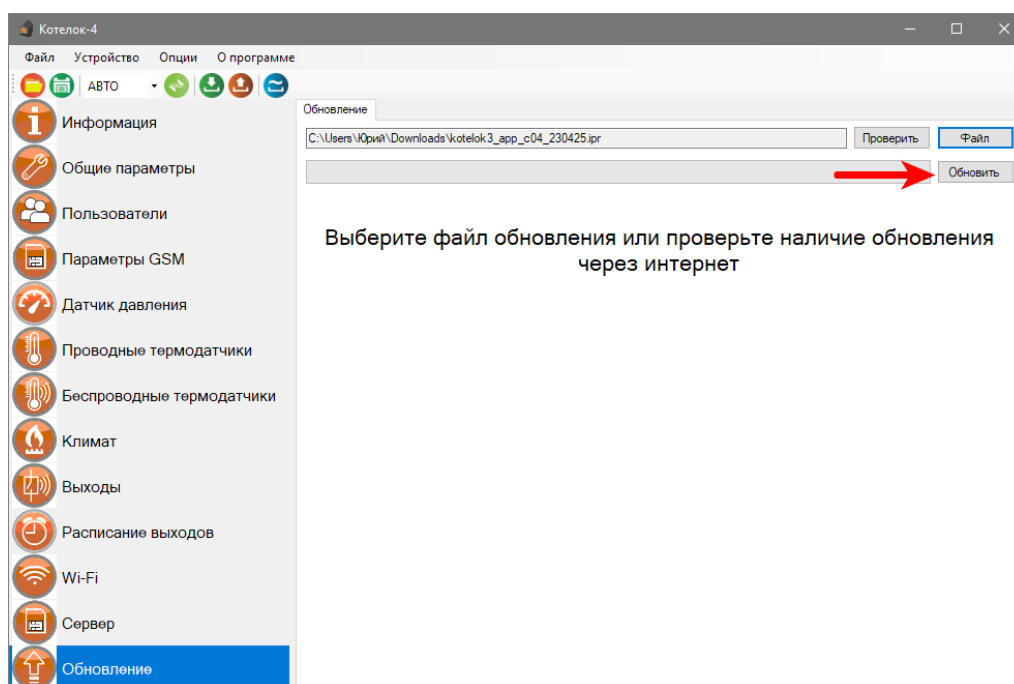 Котелок-4
Файл Устройство Опции О программе
АВТО
Информация
Общие параметры
Пользователи
Параметры GSM
Датчик давления
Проводные термодатчики
Беспроводные термодатчики
Климат
Выходы
Расписание выходов
Wi-Fi
Сервер
Обновление
Обновление
C:\Users\Юрий\Downloads\kotelok3_app_c04_230425.ipr
Проверить
Файл
Обновить
Выберите файл обновления или проверьте наличие обновления
через интернет